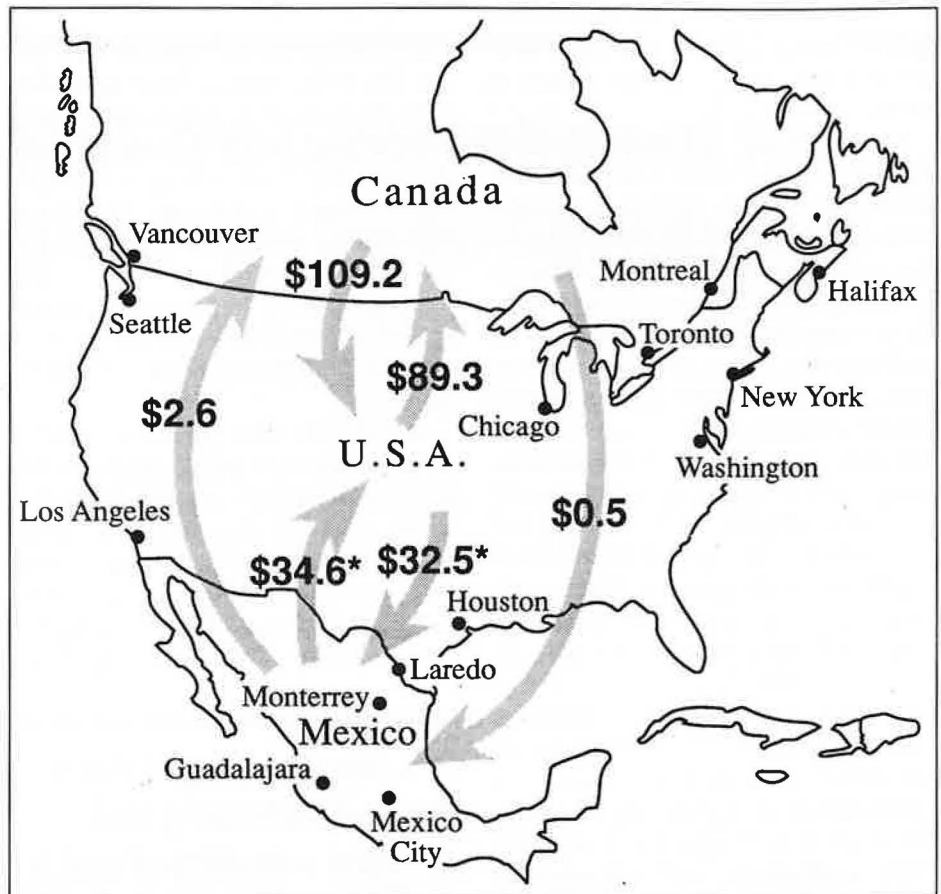 Canada
Vancouver
$109.2
Montreal
Halifax
Seattle
Toronto
$89.3
New York
$2.6
Chicago
U.S.A.
Washington
Los Angeles
$0.5
$34.6*
$32.5*
Houston
Laredo
Monterrey
Mexico
Guadalajara
Mexico
City